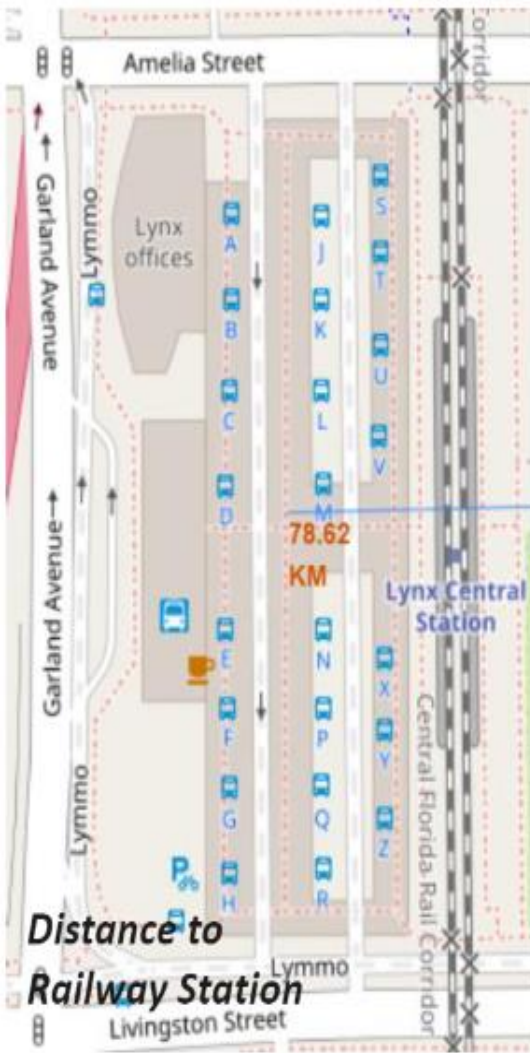 orridor
Amelia Street
Garland Avenue
Lymmo
Lynx
offices
A
B
C
D
J
K
L
M
S
T
U
V
78.62
KM
Lynx Central
Station
Garland Avenue
E
F
G
H
N
P
Q
R
X
Y
Z
Central Florida Rail Corridor
Lymmo
P
Distance to
Railway Station
Lymmo
Livingston Street